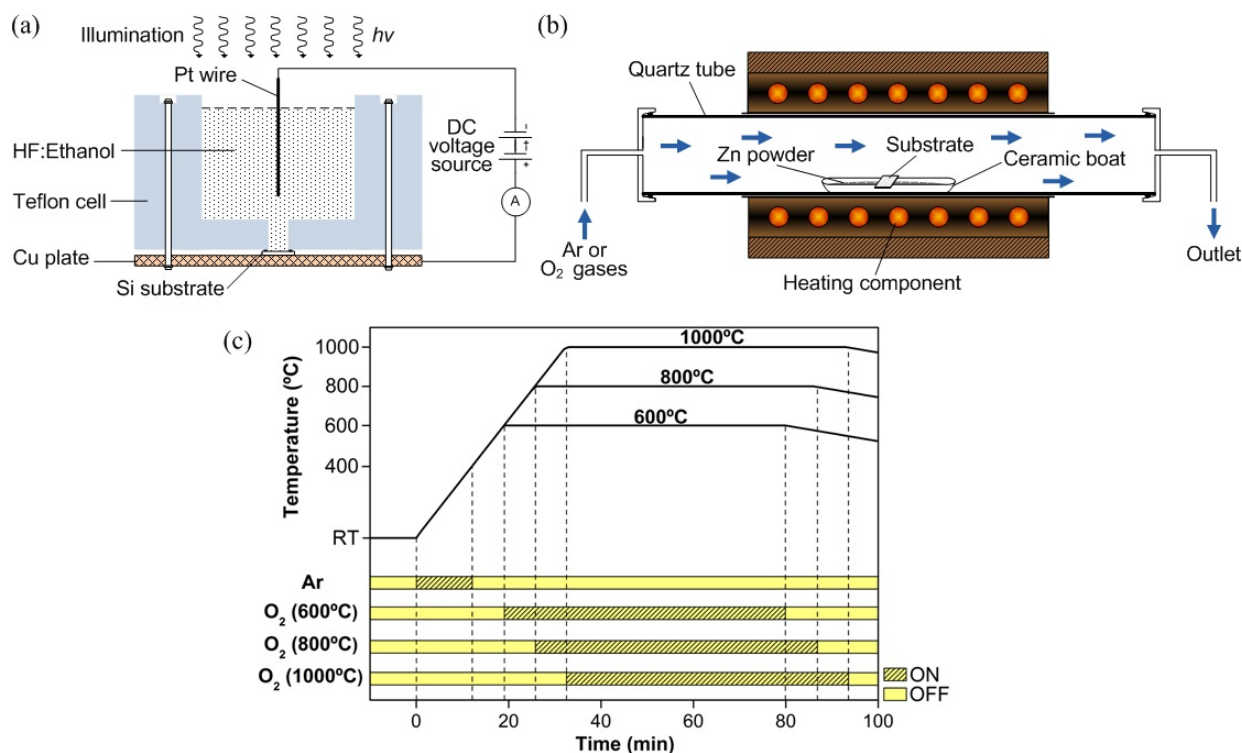 (a)
Illumination
hv
Pt wire
HF:Ethanol
Teflon cell
Cu plate
Si substrate
DC
voltage
source
A
(b)
Quartz tube
Zn powder
Substrate
Ceramic boat
Ar or
O₂ gases
Outlet
Heating component
(c)
Temperature (ºC)
1000
800
600
400
RT
1000ºC
800ºC
600ºC
Ar
O₂ (600ºC)
O₂ (800ºC)
O₂ (1000ºC)
ON
OFF
0 20 40 60 80 100
Time (min)